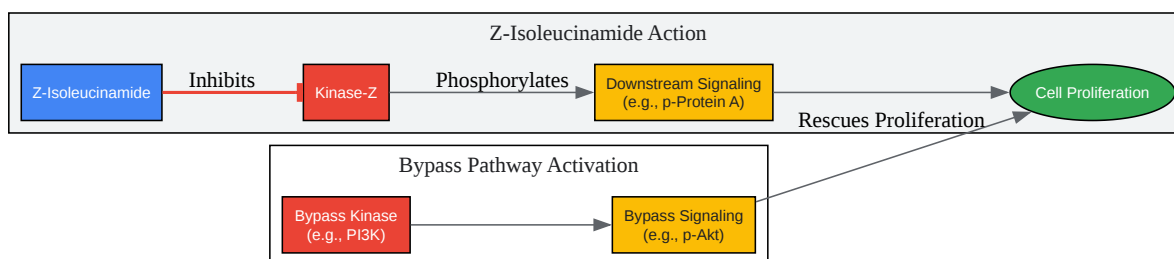 Z-Isoleucinamide Action
Z-Isoleucinamide
Inhibits
Kinase-Z
Phosphorylates
Downstream Signaling
(e.g., p-Protein A)
Cell Proliferation
Rescues Proliferation
Bypass Pathway Activation
Bypass Kinase
(e.g., PI3K)
Bypass Signaling
(e.g., p-Akt)